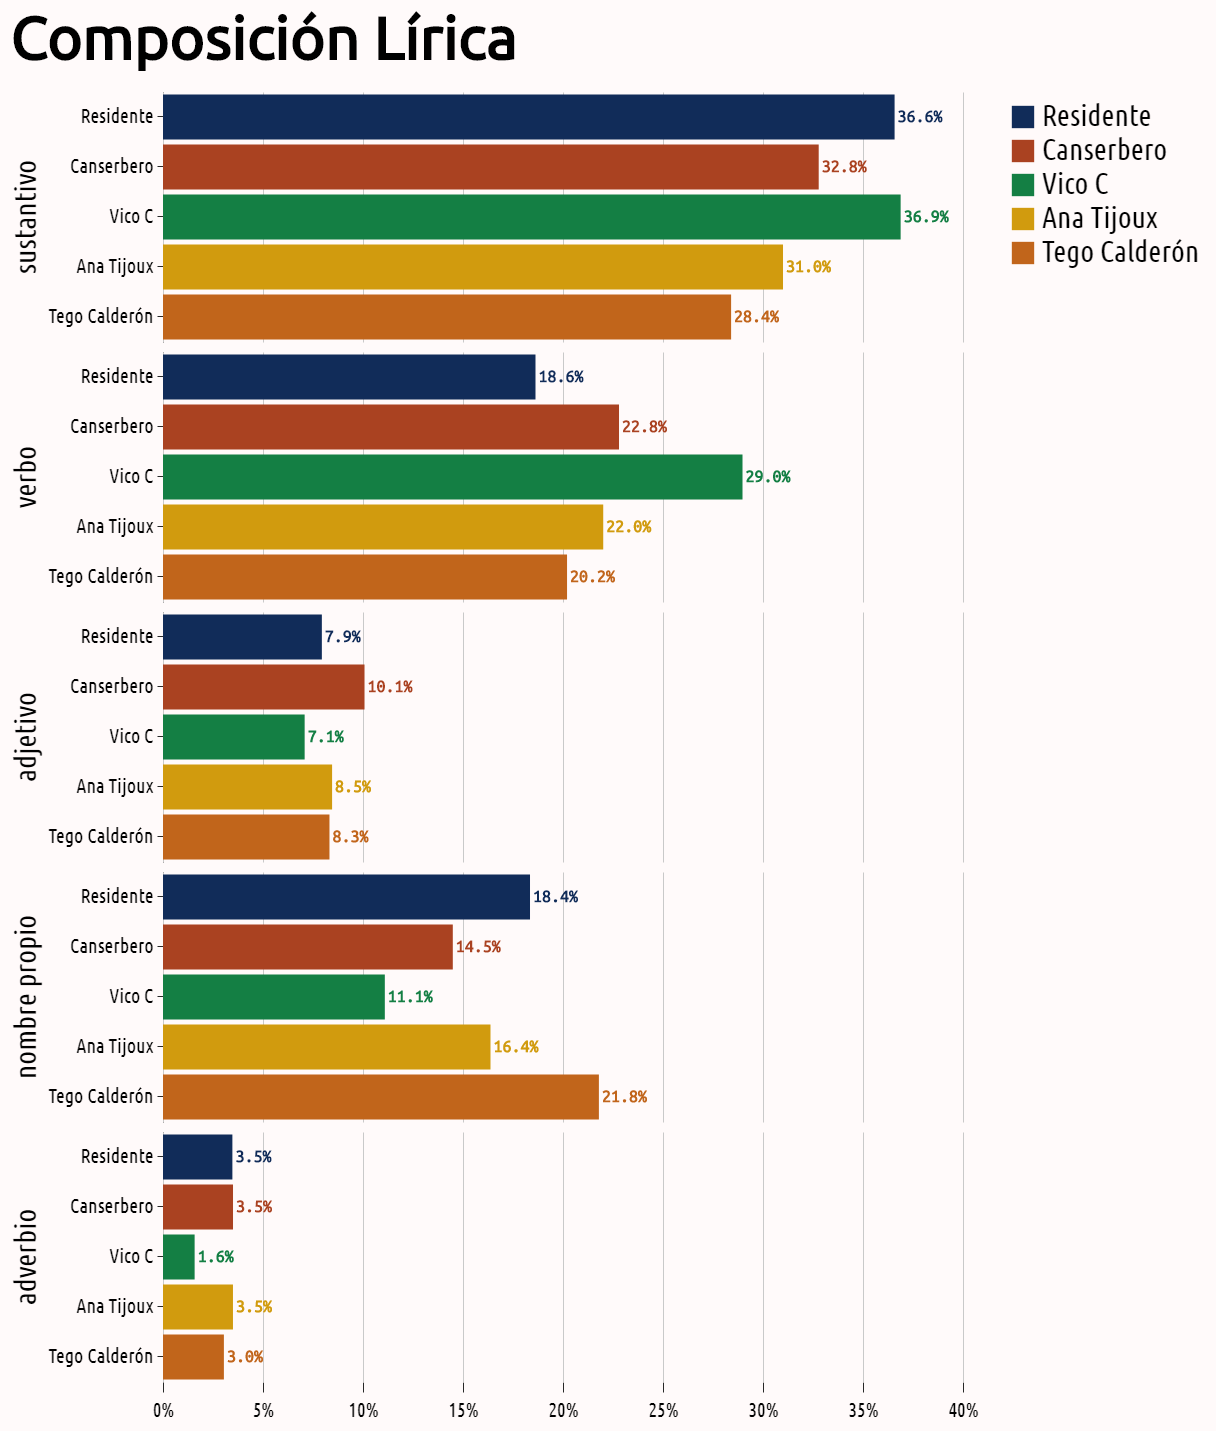 Composición Lírica
Residente
Canserbero
Vico C
Ana Tijoux
Tego Calderón
sustantivo
Residente 36.6%
Canserbero 32.8%
Vico C 36.9%
Ana Tijoux 31.0%
Tego Calderón 28.4%
verbo
Residente 18.6%
Canserbero 22.8%
Vico C 29.0%
Ana Tijoux 22.0%
Tego Calderón 20.2%
adjetivo
Residente 7.9%
Canserbero 10.1%
Vico C 7.1%
Ana Tijoux 8.5%
Tego Calderón 8.3%
nombre propio
Residente 18.4%
Canserbero 14.5%
Vico C 11.1%
Ana Tijoux 16.4%
Tego Calderón 21.8%
adverbio
Residente 3.5%
Canserbero 3.5%
Vico C 1.6%
Ana Tijoux 3.5%
Tego Calderón 3.0%
0% 5% 10% 15% 20% 25% 30% 35% 40%